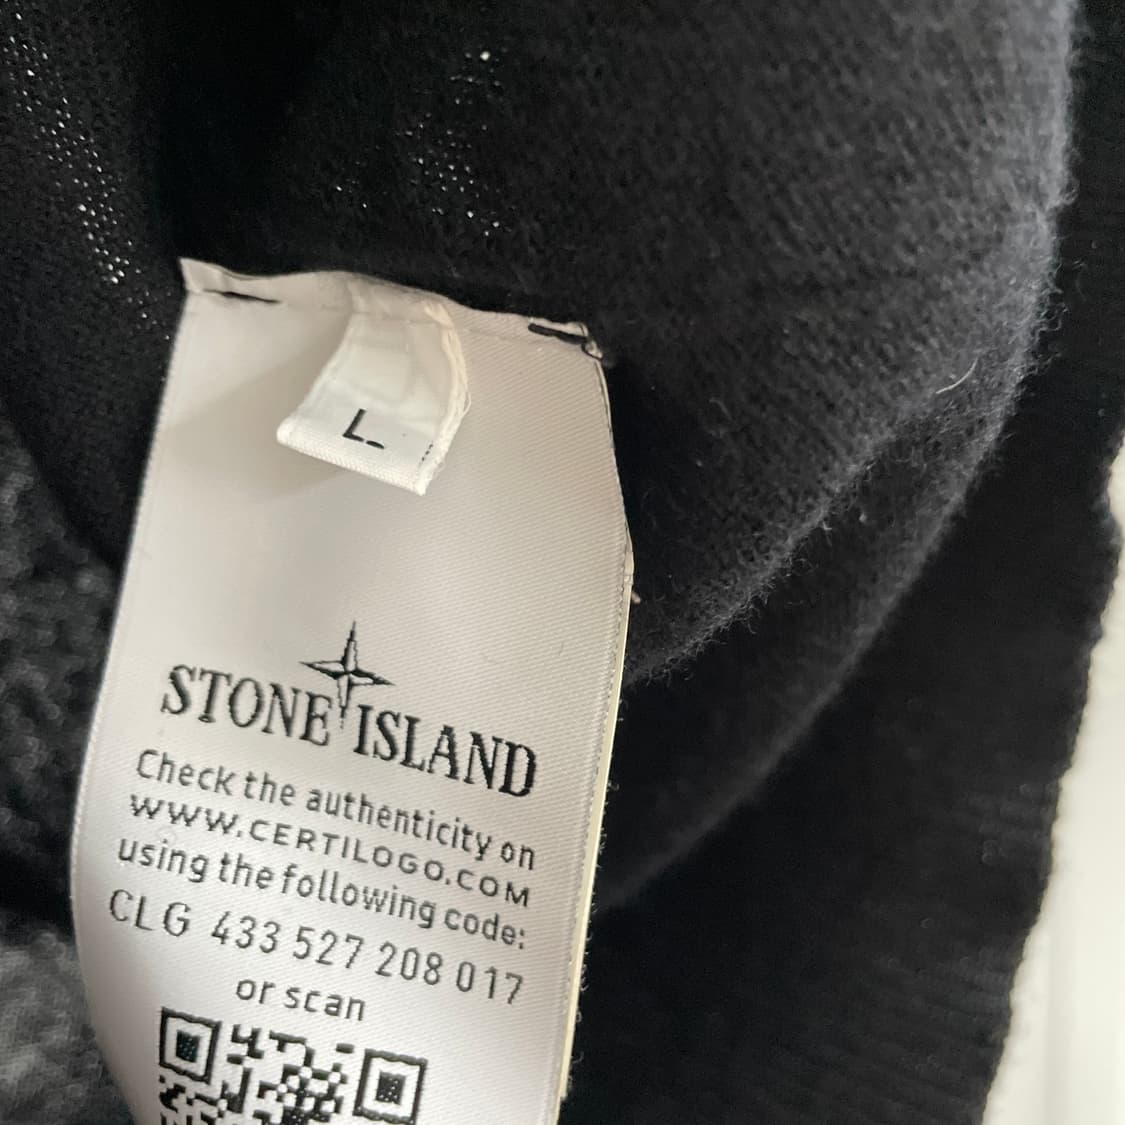 L
STONE ISLAND
Check the authenticity on
WWW.CERTILOGO.COM
using the following code:
CLG 433 527 208 017
or scan